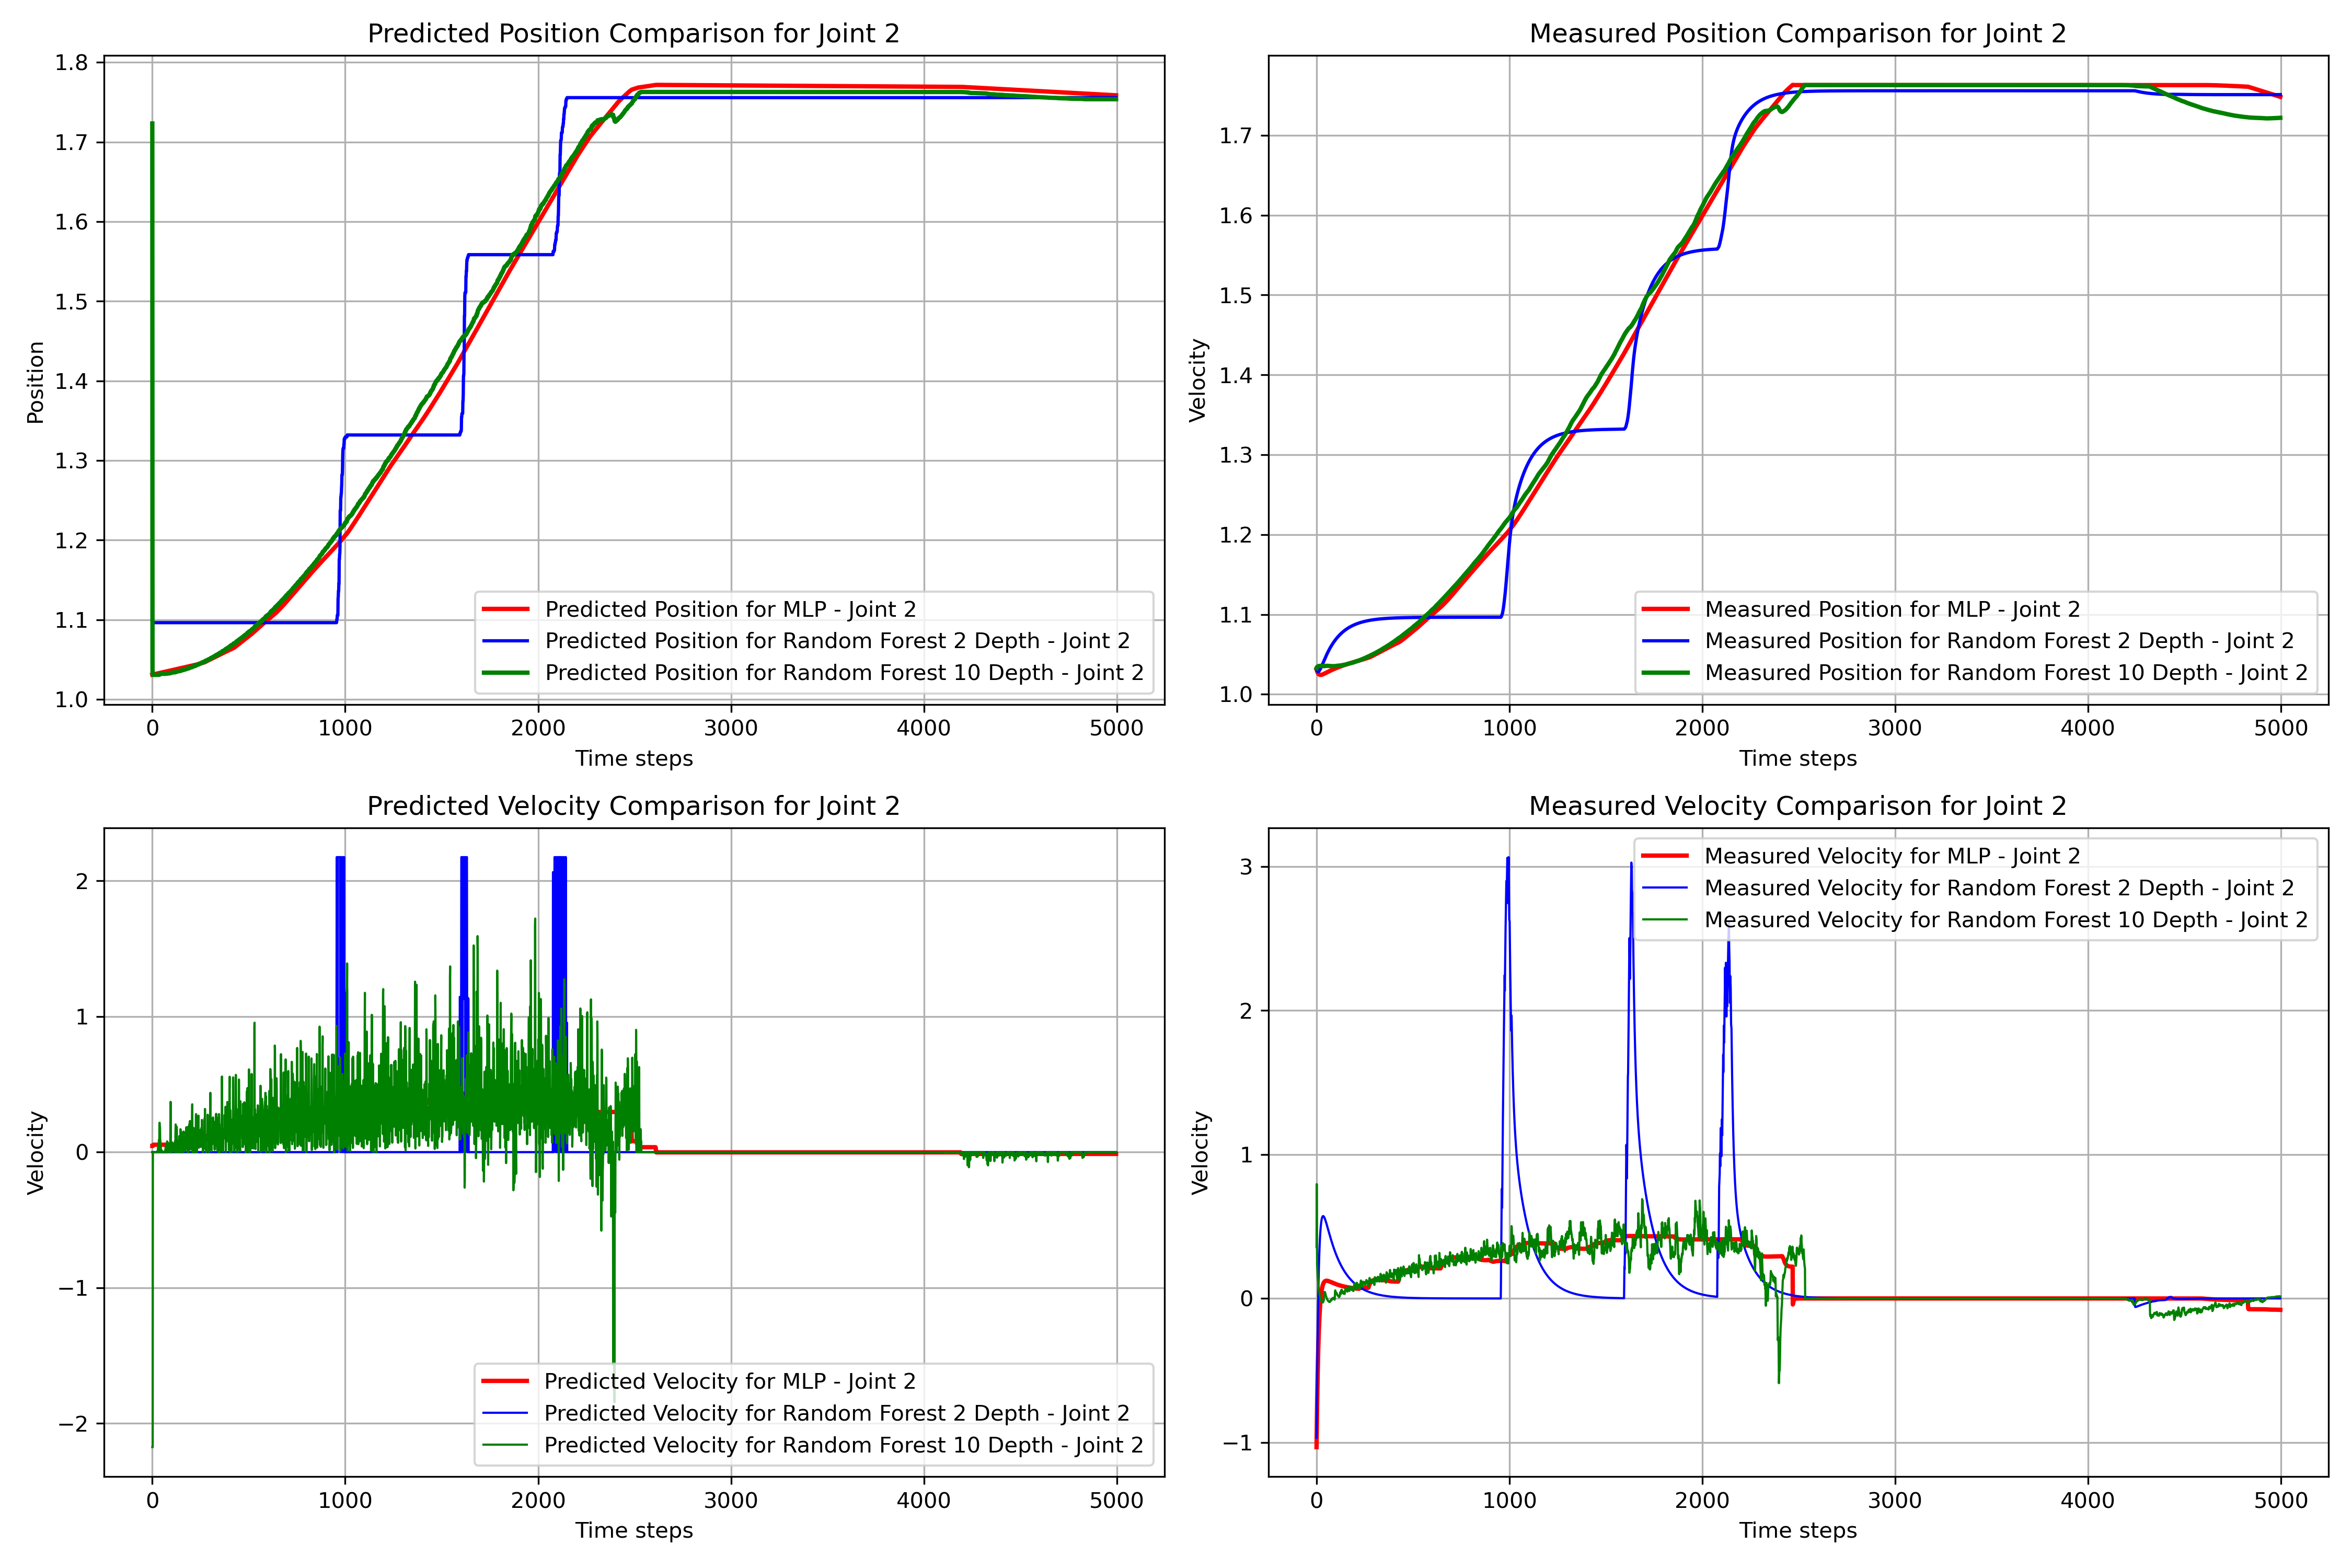 Predicted Position Comparison for Joint 2
Position
1.8
1.7
1.6
1.5
1.4
1.3
1.2
1.1
1.0
Predicted Position for MLP - Joint 2
Predicted Position for Random Forest 2 Depth - Joint 2
Predicted Position for Random Forest 10 Depth - Joint 2
0 1000 2000 3000 4000 5000
Time steps
Measured Position Comparison for Joint 2
Velocity
1.7
1.6
1.5
1.4
1.3
1.2
1.1
1.0
Measured Position for MLP - Joint 2
Measured Position for Random Forest 2 Depth - Joint 2
Measured Position for Random Forest 10 Depth - Joint 2
0 1000 2000 3000 4000 5000
Time steps
Predicted Velocity Comparison for Joint 2
Velocity
2
1
0
−1
−2
Predicted Velocity for MLP - Joint 2
Predicted Velocity for Random Forest 2 Depth - Joint 2
Predicted Velocity for Random Forest 10 Depth - Joint 2
0 1000 2000 3000 4000 5000
Time steps
Measured Velocity Comparison for Joint 2
Velocity
3
2
1
0
−1
Measured Velocity for MLP - Joint 2
Measured Velocity for Random Forest 2 Depth - Joint 2
Measured Velocity for Random Forest 10 Depth - Joint 2
0 1000 2000 3000 4000 5000
Time steps